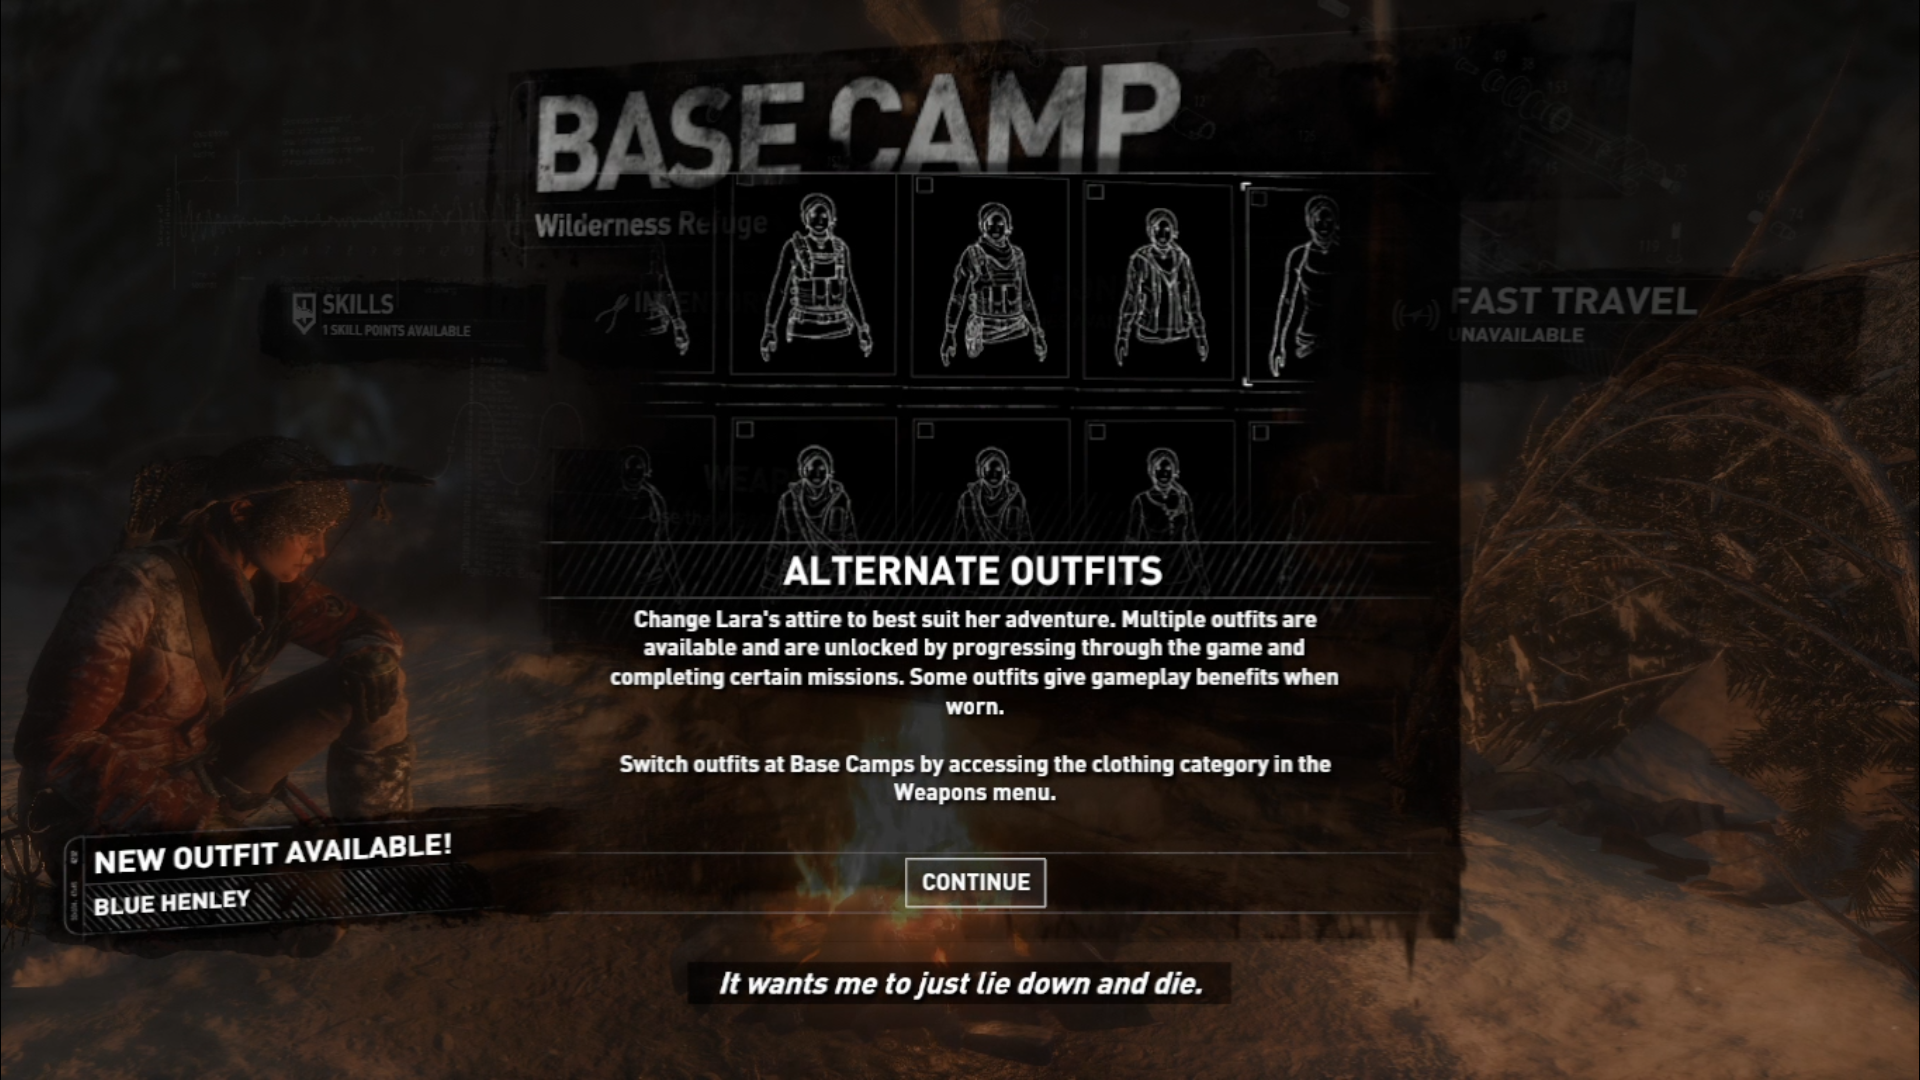 BASE CAMP
Wilderness Refuge
SKILLS
1 SKILL POINTS AVAILABLE
FAST TRAVEL
UNAVAILABLE
ALTERNATE OUTFITS
Change Lara's attire to best suit her adventure. Multiple outfits are
available and are unlocked by progressing through the game and
completing certain missions. Some outfits give gameplay benefits when
worn.
Switch outfits at Base Camps by accessing the clothing category in the
Weapons menu.
NEW OUTFIT AVAILABLE!
BLUE HENLEY
CONTINUE
It wants me to just lie down and die.